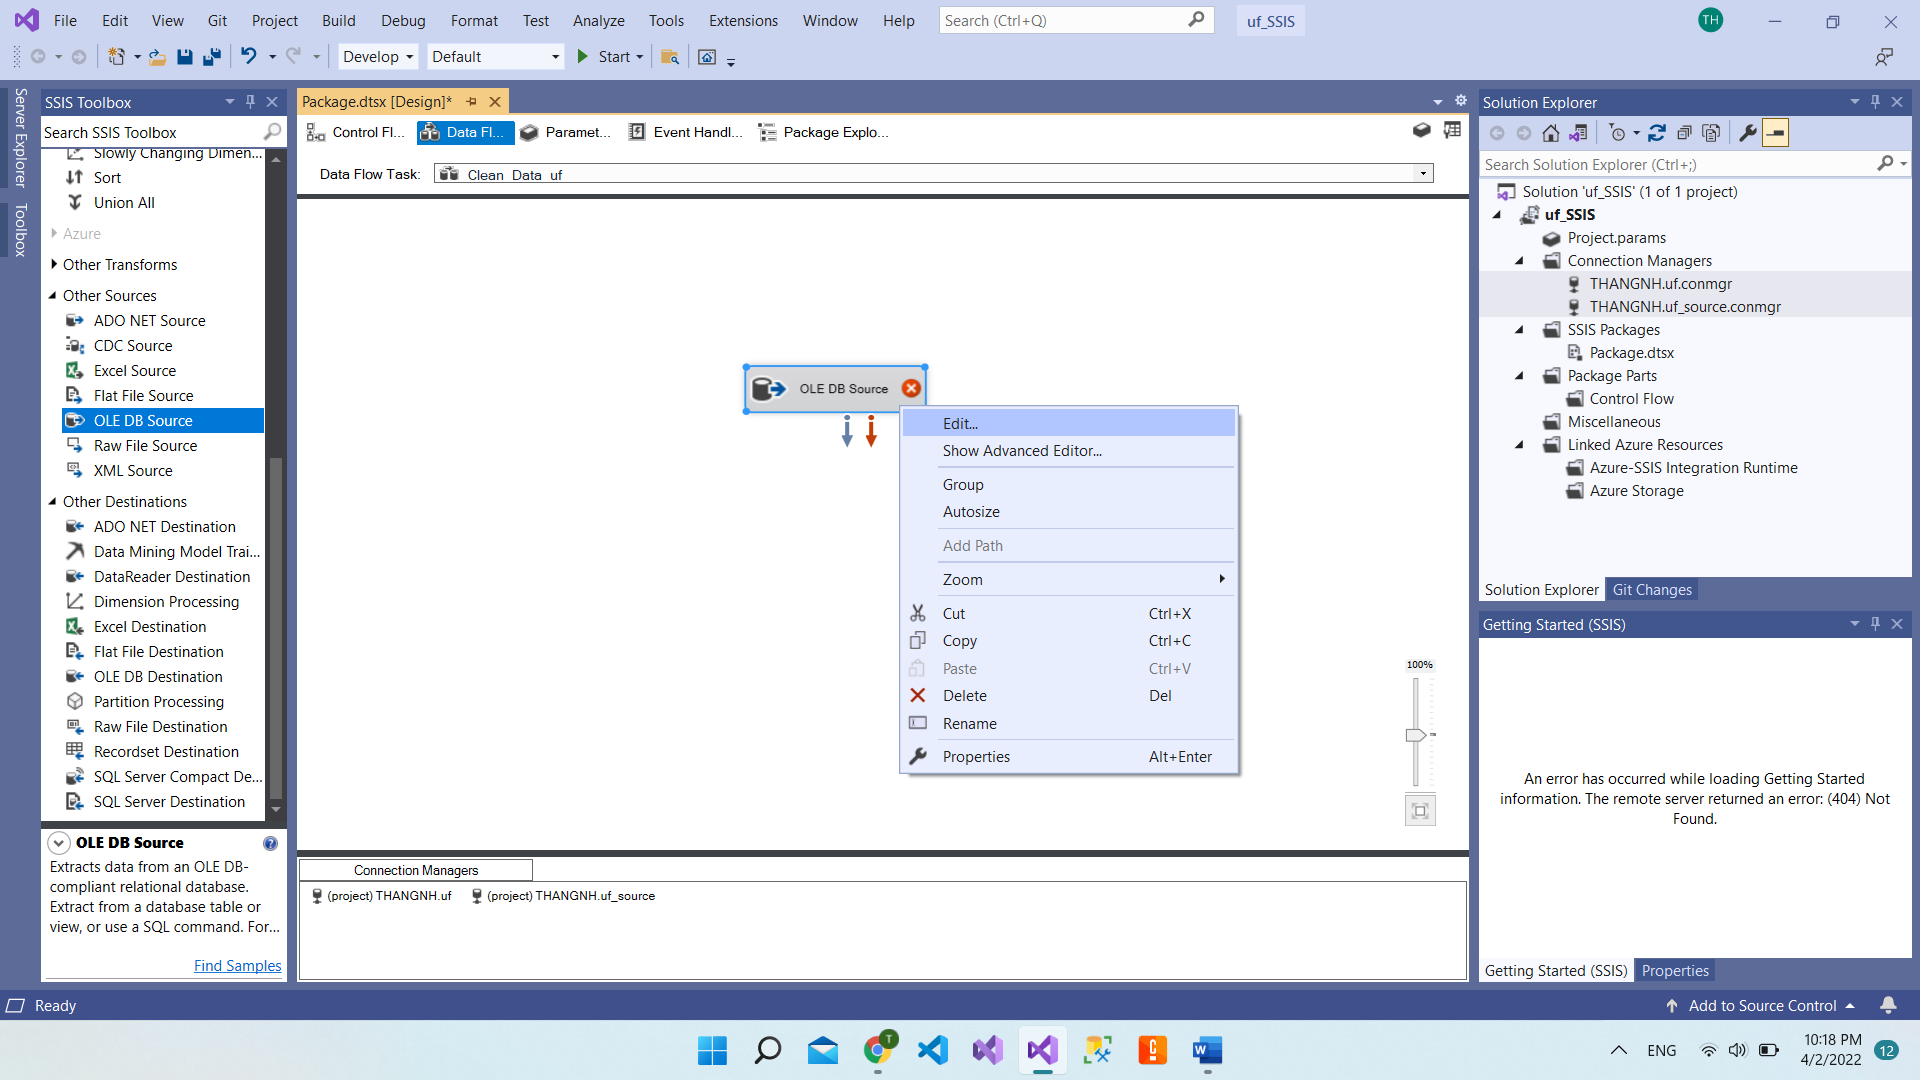 File Edit View Git Project Build Debug Format Test Analyze Tools Extensions Window Help Search (Ctrl+Q) uf_SSIS TH
Develop Default Start
Server Explorer
Toolbox
SSIS Toolbox
Search SSIS Toolbox
Slowly Changing Dimen...
Sort
Union All
Azure
Other Transforms
Other Sources
ADO NET Source
CDC Source
Excel Source
Flat File Source
OLE DB Source
Raw File Source
XML Source
Other Destinations
ADO NET Destination
Data Mining Model Trai...
DataReader Destination
Dimension Processing
Excel Destination
Flat File Destination
OLE DB Destination
Partition Processing
Raw File Destination
Recordset Destination
SQL Server Compact De...
SQL Server Destination
OLE DB Source
Extracts data from an OLE DB-
compliant relational database.
Extract from a database table or
view, or use a SQL command. For...
Find Samples
Package.dtsx [Design]*
Control Fl... Data Fl... Paramet... Event Handl... Package Explo...
Data Flow Task: Clean Data uf
OLE DB Source
Edit...
Show Advanced Editor...
Group
Autosize
Add Path
Zoom
Cut Ctrl+X
Copy Ctrl+C
Paste Ctrl+V
Delete Del
Rename
Properties Alt+Enter
100%
Connection Managers
(project) THANGNH.uf (project) THANGNH.uf_source
Solution Explorer
Search Solution Explorer (Ctrl+;)
Solution 'uf_SSIS' (1 of 1 project)
uf_SSIS
Project.params
Connection Managers
THANGNH.uf.conmgr
THANGNH.uf_source.conmgr
SSIS Packages
Package.dtsx
Package Parts
Control Flow
Miscellaneous
Linked Azure Resources
Azure-SSIS Integration Runtime
Azure Storage
Solution Explorer Git Changes
Getting Started (SSIS)
An error has occurred while loading Getting Started
information. The remote server returned an error: (404) Not
Found.
Getting Started (SSIS) Properties
Ready Add to Source Control
T
ENG 10:18 PM
4/2/2022 12